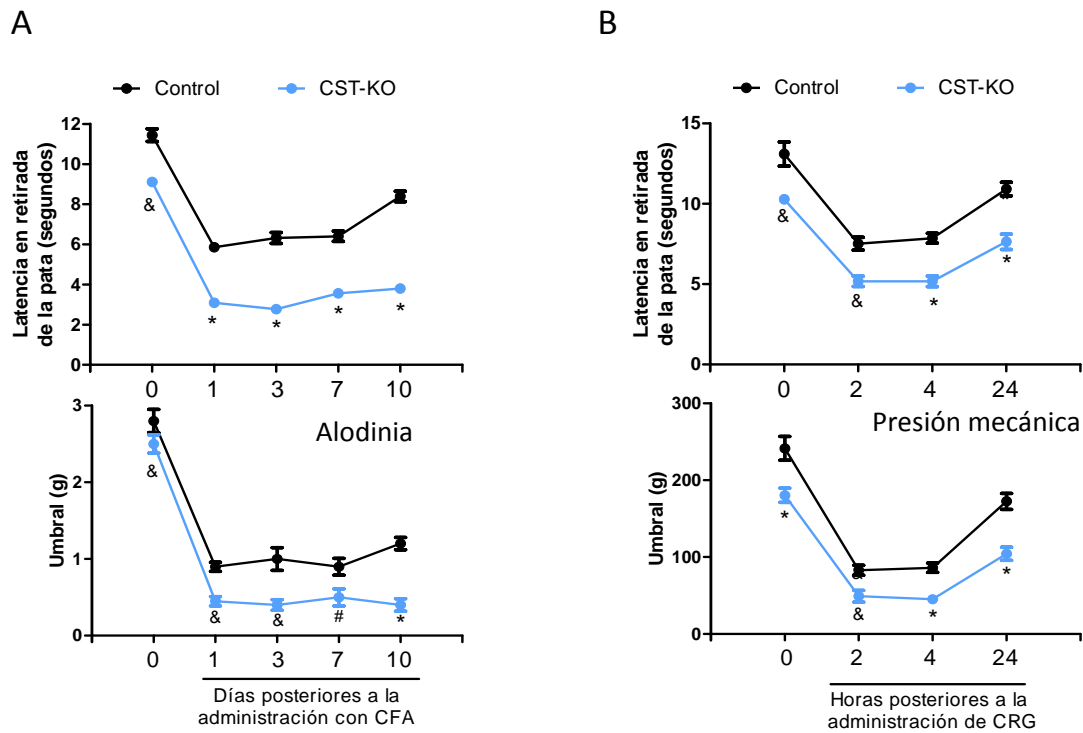 A
Control CST-KO
Latencia en retirada
de la pata (segundos)
12
10
8
6
4
2
0
&
*
*
*
*
0 1 3 7 10
Alodinia
Umbral (g)
3
2
1
0
&
&
&
#
*
0 1 3 7 10
Días posteriores a la
administración con CFA
B
Control CST-KO
Latencia en retirada
de la pata (segundos)
15
10
5
0
&
&
*
*
0 2 4 24
Presión mecánica
Umbral (g)
300
200
100
0
*
&
*
*
0 2 4 24
Horas posteriores a la
administración de CRG